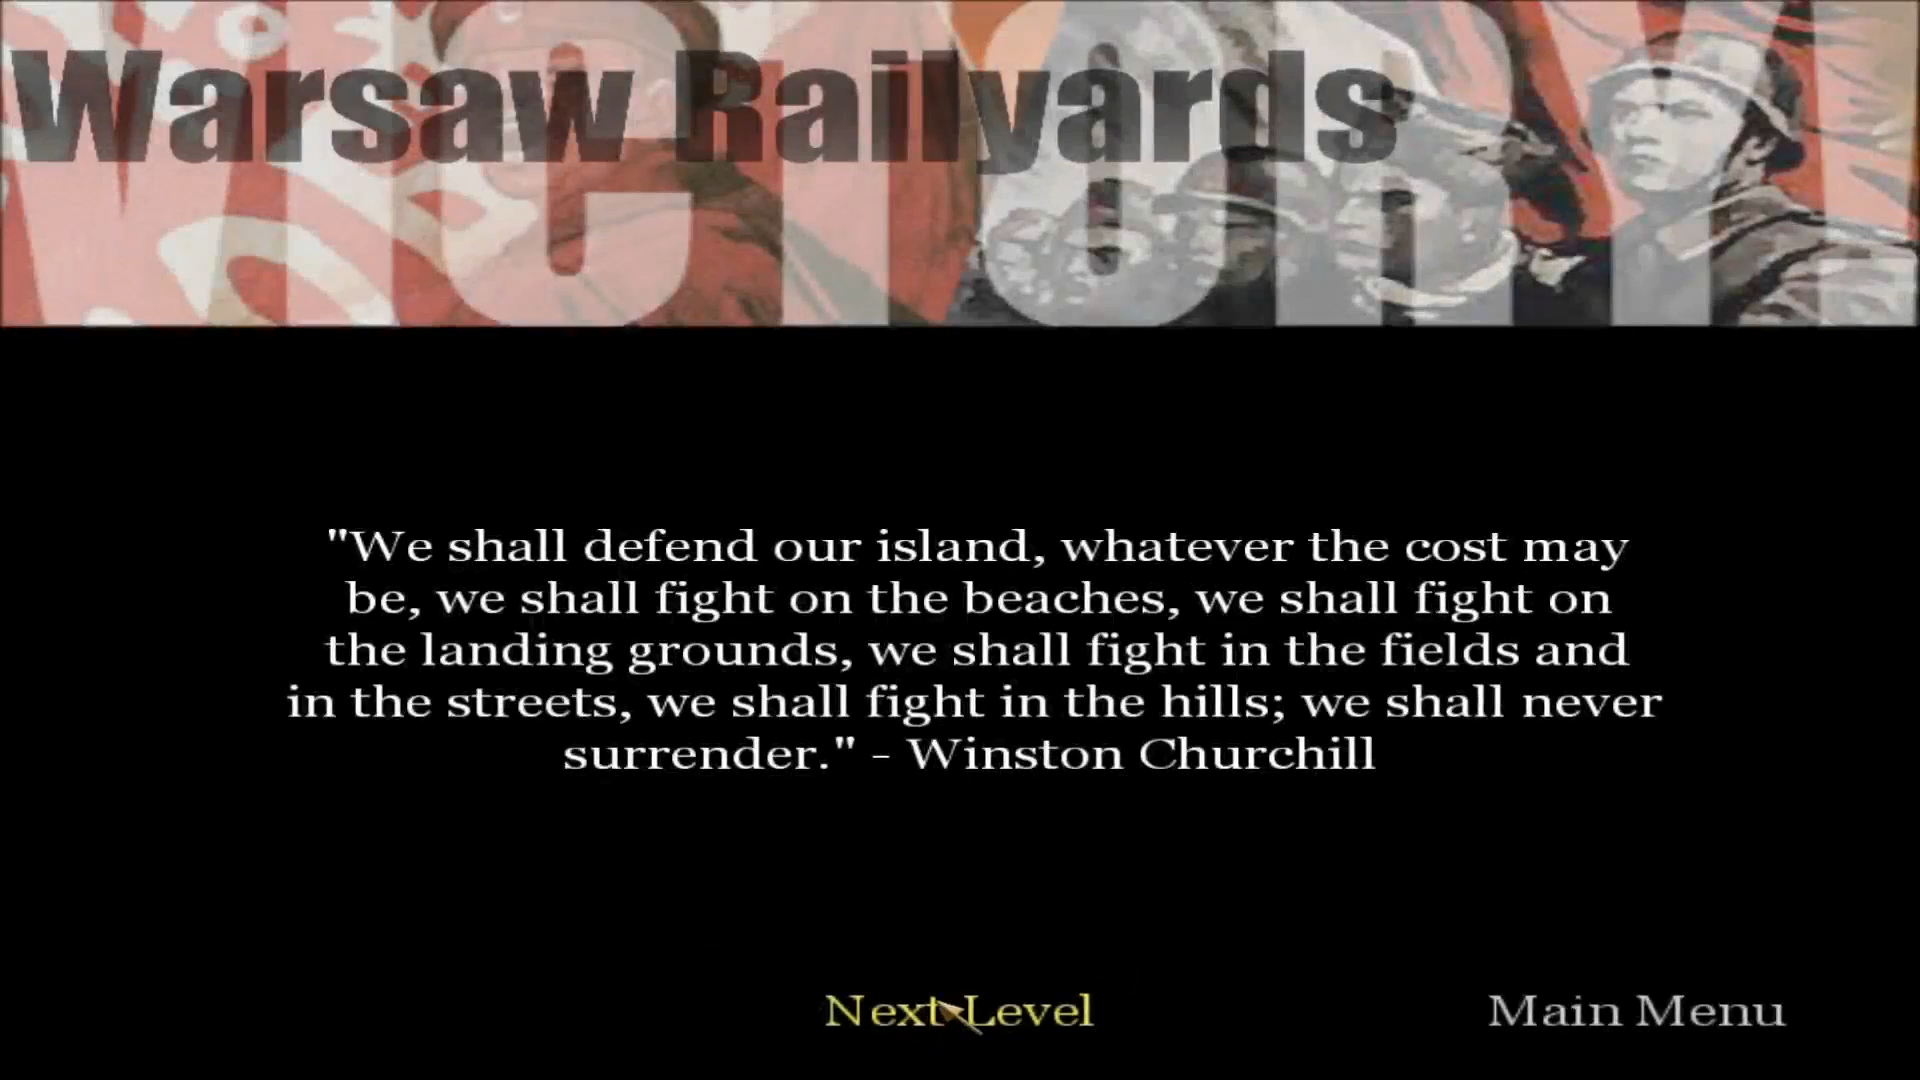 VICTORY!
Warsaw Railyards
"We shall defend our island, whatever the cost may
be, we shall fight on the beaches, we shall fight on
the landing grounds, we shall fight in the fields and
in the streets, we shall fight in the hills; we shall never
surrender." - Winston Churchill
Next Level
Main Menu